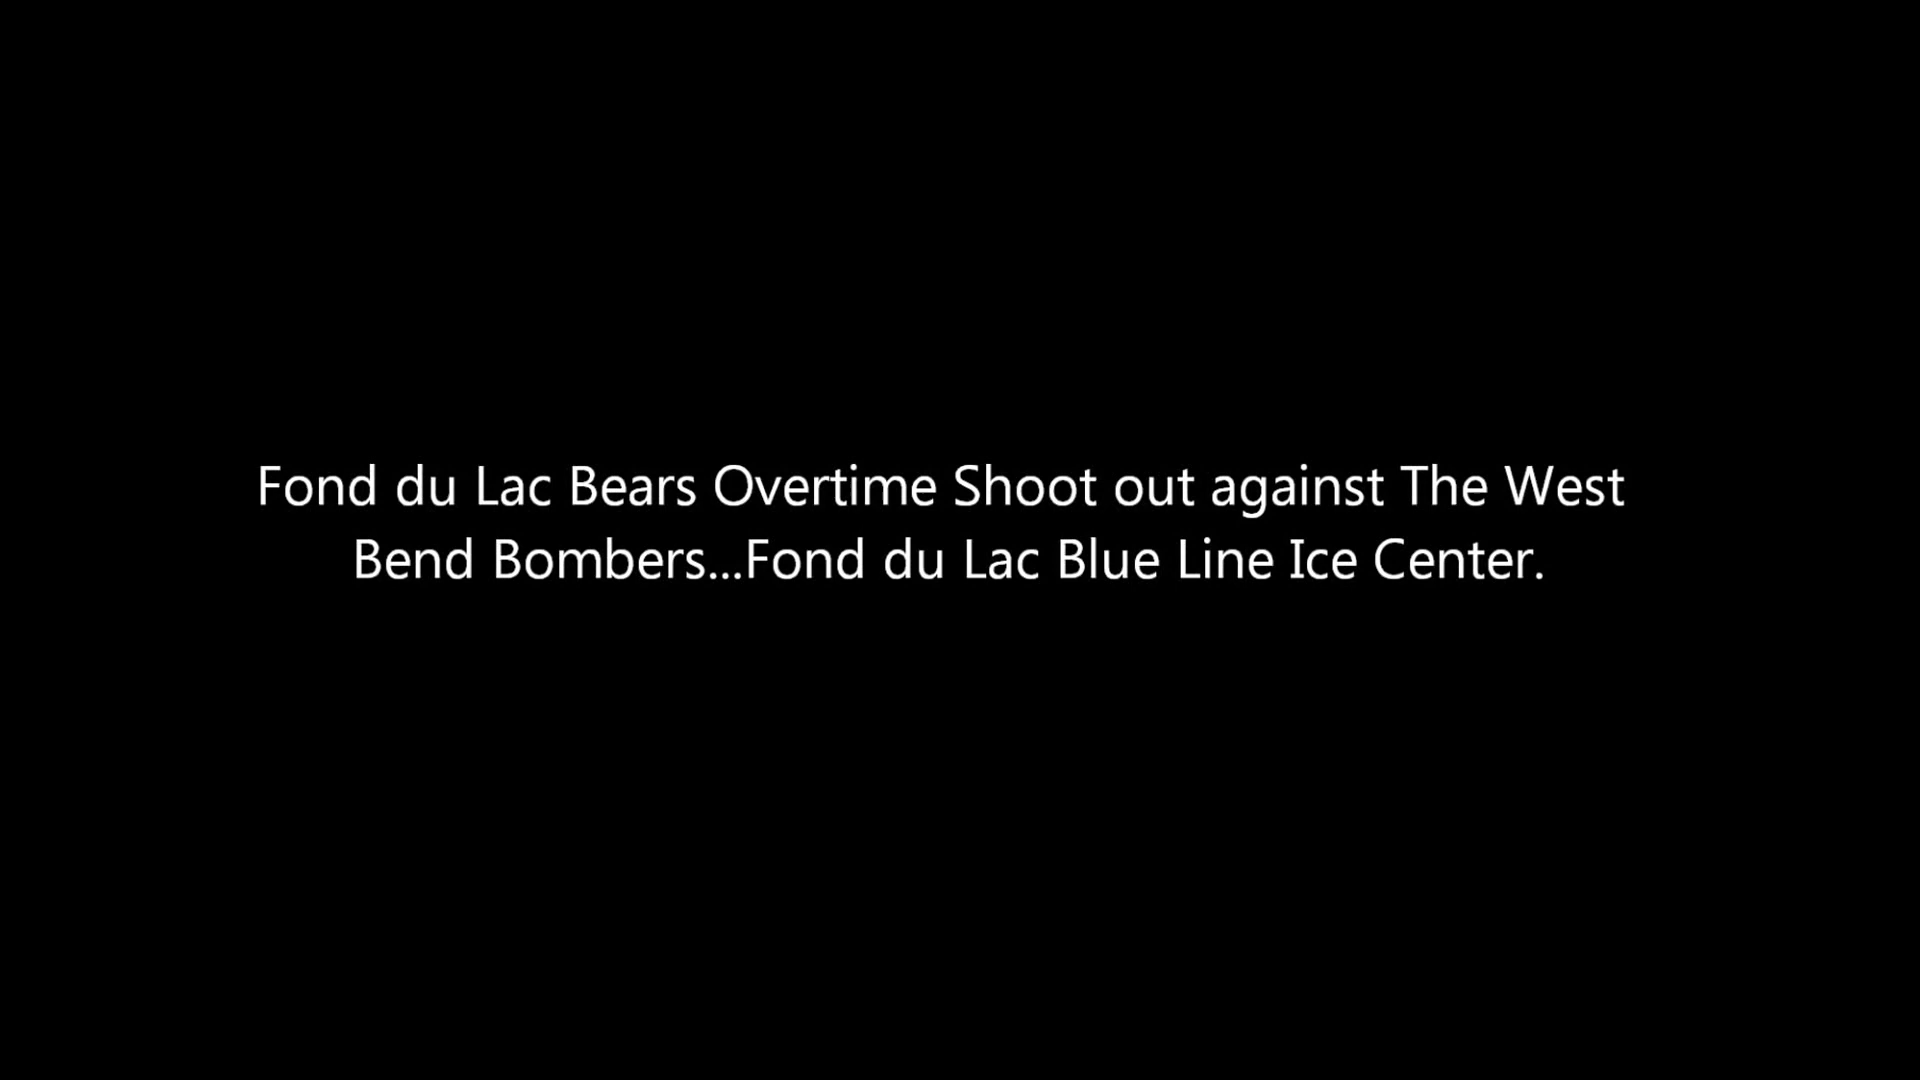 Fond du Lac Bears Overtime Shoot out against The West
Bend Bombers...Fond du Lac Blue Line Ice Center.